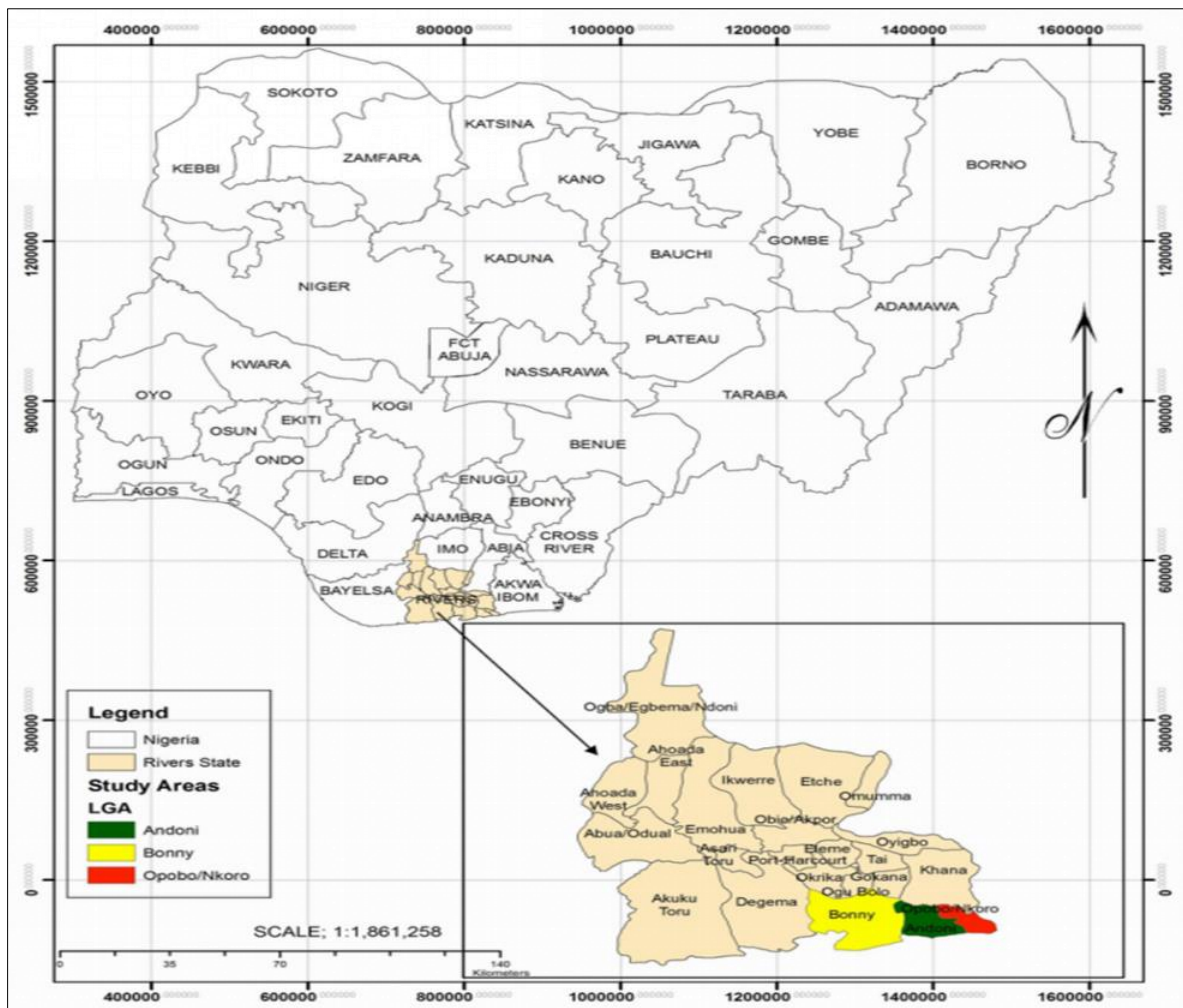 400000 600000 800000 1000000 1200000 1400000 1600000
1500000
1200000
900000
600000
300000
0
1500000
1200000
900000
600000
300000
0
SOKOTO
KATSINA
JIGAWA
YOBE
BORNO
KEBBI
ZAMFARA
KANO
GOMBE
BAUCHI
KADUNA
NIGER
ADAMAWA
PLATEAU
FCT
ABUJA
KWARA
NASSARAWA
TARABA
OYO
KOGI
EKITI
OSUN
BENUE
ONDO
OGUN
EDO
ENUGU
LAGOS
EBONYI
ANAMBRA
CROSS
RIVER
IMO
ABIA
DELTA
BAYELSA
AKWA
IBOM
RIVERS
N
Legend
Nigeria
Rivers State
Study Areas
LGA
Andoni
Bonny
Opobo/Nkoro
SCALE; 1:1,861,258
0 35 70 140
Kilometers
Ogba/Egbema/Ndoni
Ahoada
East
Ikwerre
Etche
Omumma
Ahoada
West
Obio/Akpor
Abua/Odual
Emohua
Oyigbo
Asari
Toru
Eleme
Port-Harcourt
Tai
Khana
Okrika
Gokana
Ogu Bolo
Akuku
Toru
Degema
Bonny
Opobo/Nkoro
Andoni
400000 600000 800000 1000000 1200000 1400000 1600000